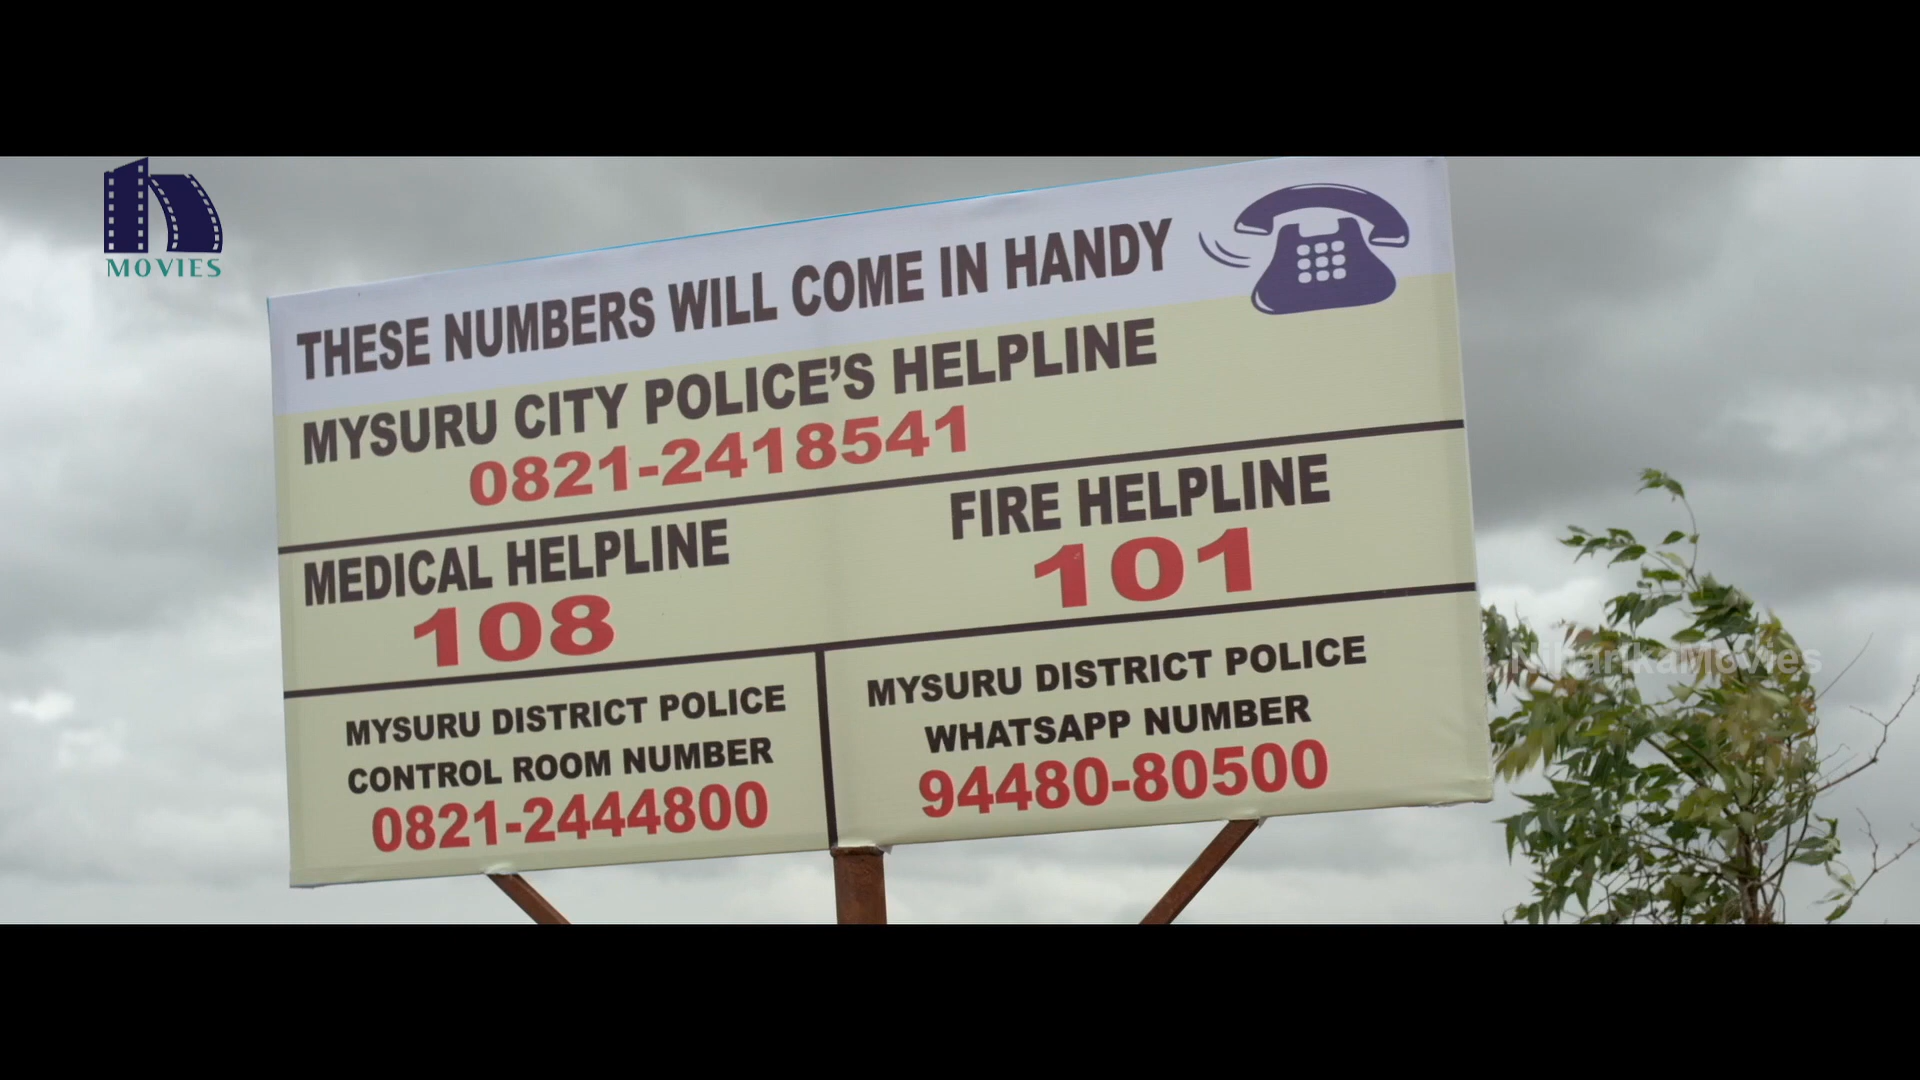 MOVIES
THESE NUMBERS WILL COME IN HANDY
MYSURU CITY POLICE'S HELPLINE
0821-2418541
MEDICAL HELPLINE
108
FIRE HELPLINE
101
MYSURU DISTRICT POLICE
CONTROL ROOM NUMBER
0821-2444800
MYSURU DISTRICT POLICE
WHATSAPP NUMBER
94480-80500
NiharikaMovies